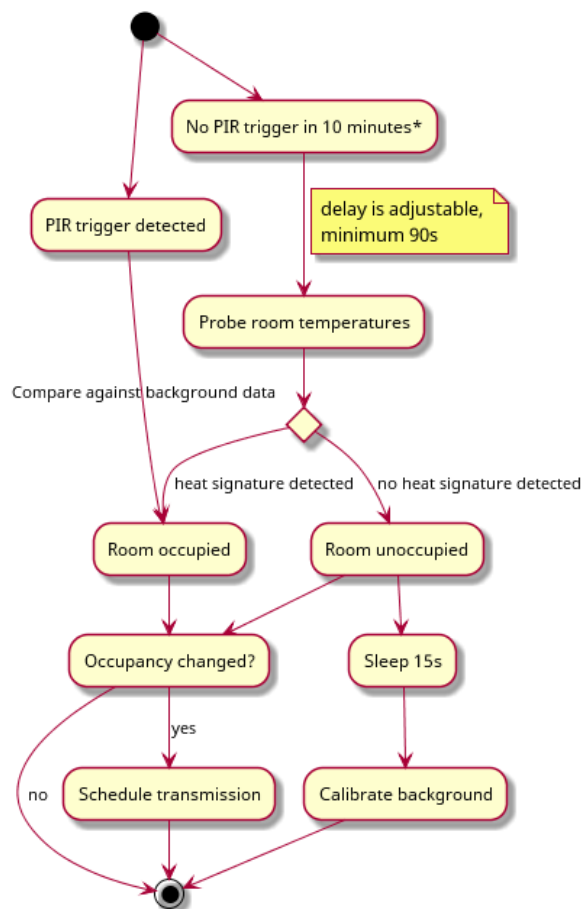 No PIR trigger in 10 minutes*
PIR trigger detected
delay is adjustable,
minimum 90s
Probe room temperatures
Compare against background data
heat signature detected
no heat signature detected
Room occupied
Room unoccupied
Occupancy changed?
Sleep 15s
yes
no
Schedule transmission
Calibrate background